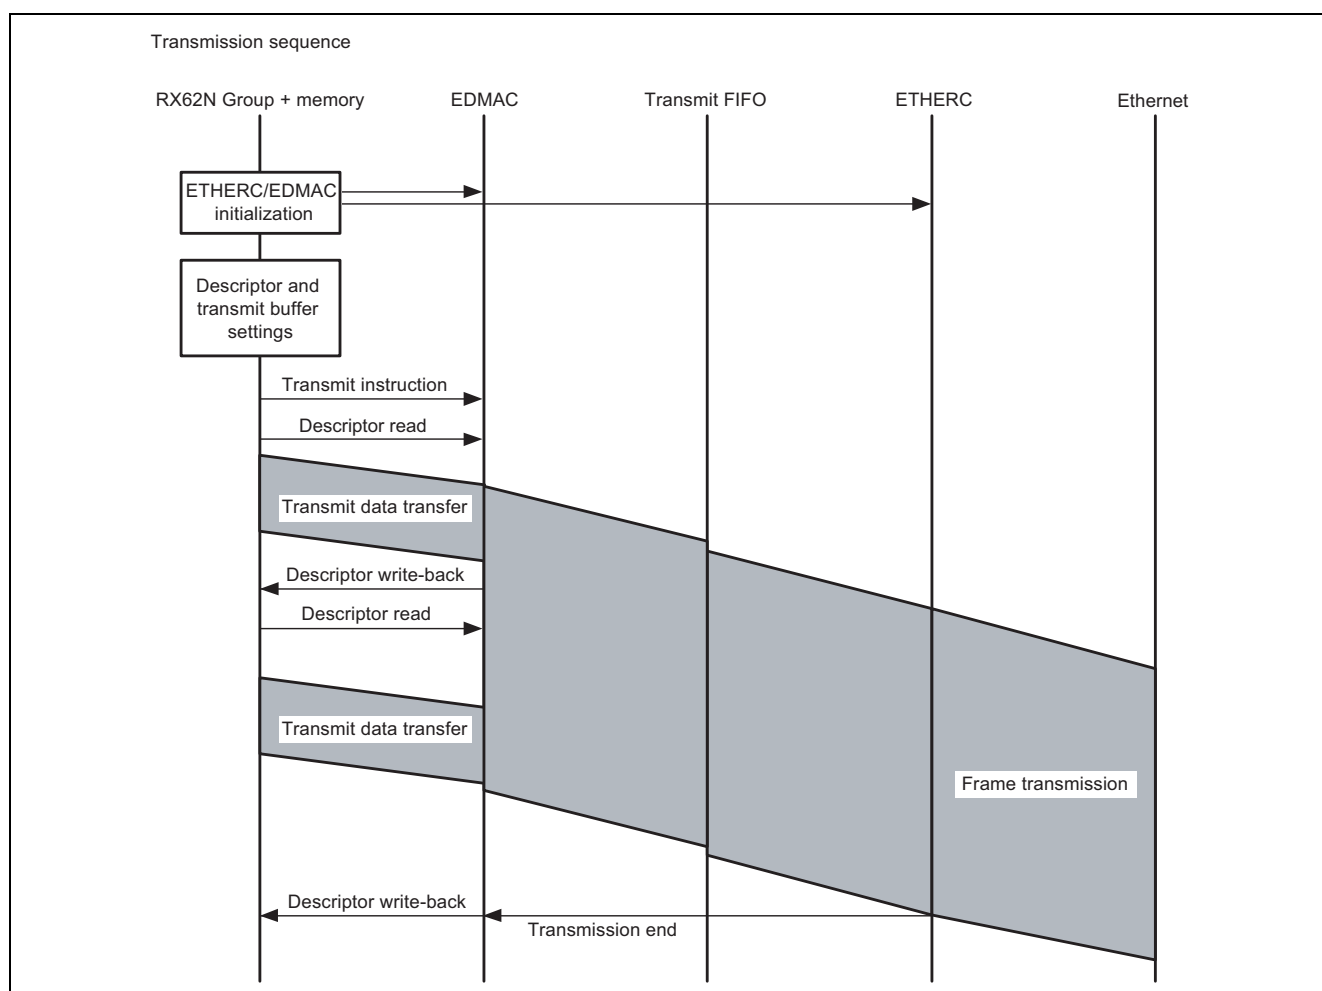 Transmission sequence
RX62N Group + memory EDMAC Transmit FIFO ETHERC Ethernet
ETHERC/EDMAC
initialization
Descriptor and
transmit buffer
settings
Transmit instruction
Descriptor read
Transmit data transfer
Descriptor write-back
Descriptor read
Transmit data transfer
Frame transmission
Descriptor write-back
Transmission end